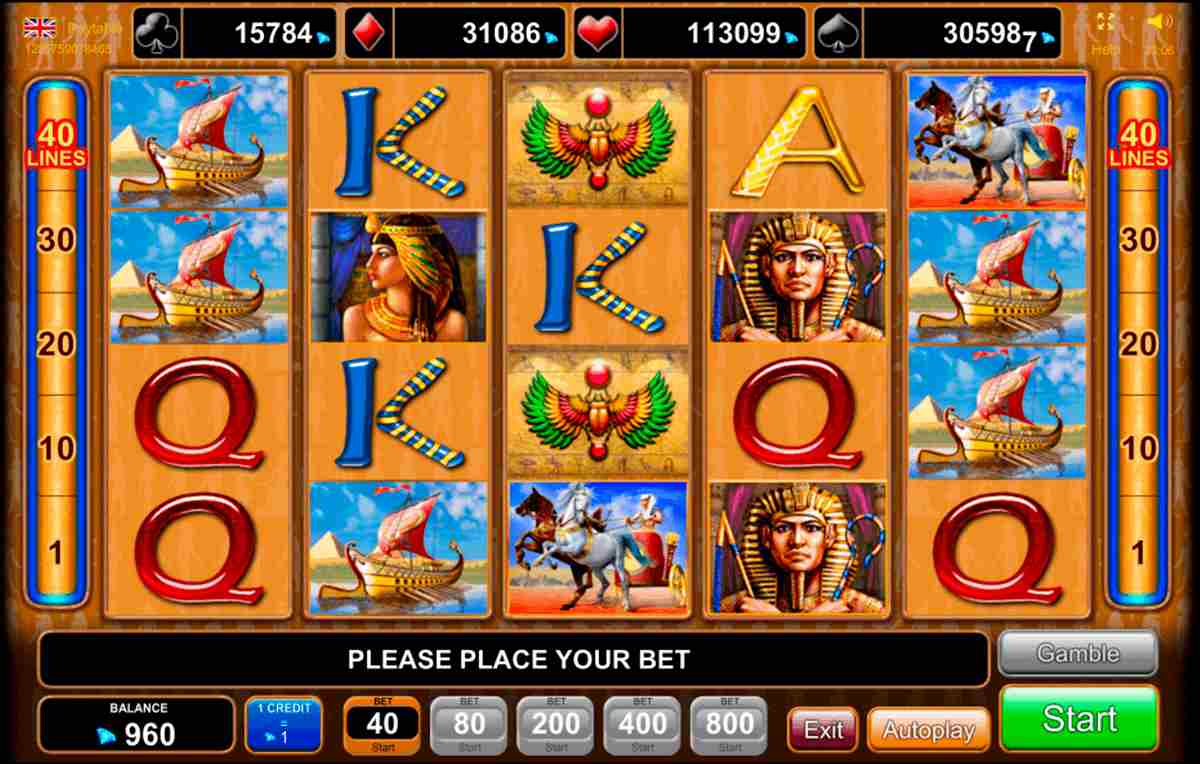 15784
31086
113099
305987
Help
40
LINES
30
20
10
1
K
A
K
K
Q
Q
Q
Q
40
LINES
30
20
10
1
PLEASE PLACE YOUR BET
Gamble
BALANCE
960
1 CREDIT
=
1
BET
40
Start
BET
80
Start
BET
200
Start
BET
400
Start
BET
800
Start
Exit
Autoplay
Start